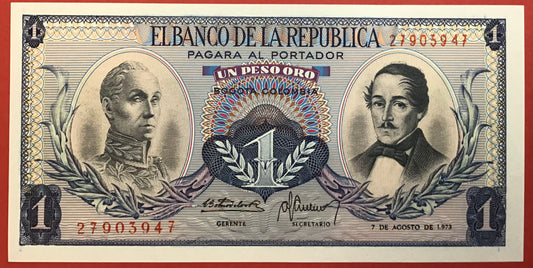 1 EL BANCO DE LA REPUBLICA 27903947 1
PAGARA AL PORTADOR
UN PESO ORO
BOGOTA COLOMBIA
1
GERENTE SECRETARIO
7 DE AGOSTO DE 1.973
1 27903947 1